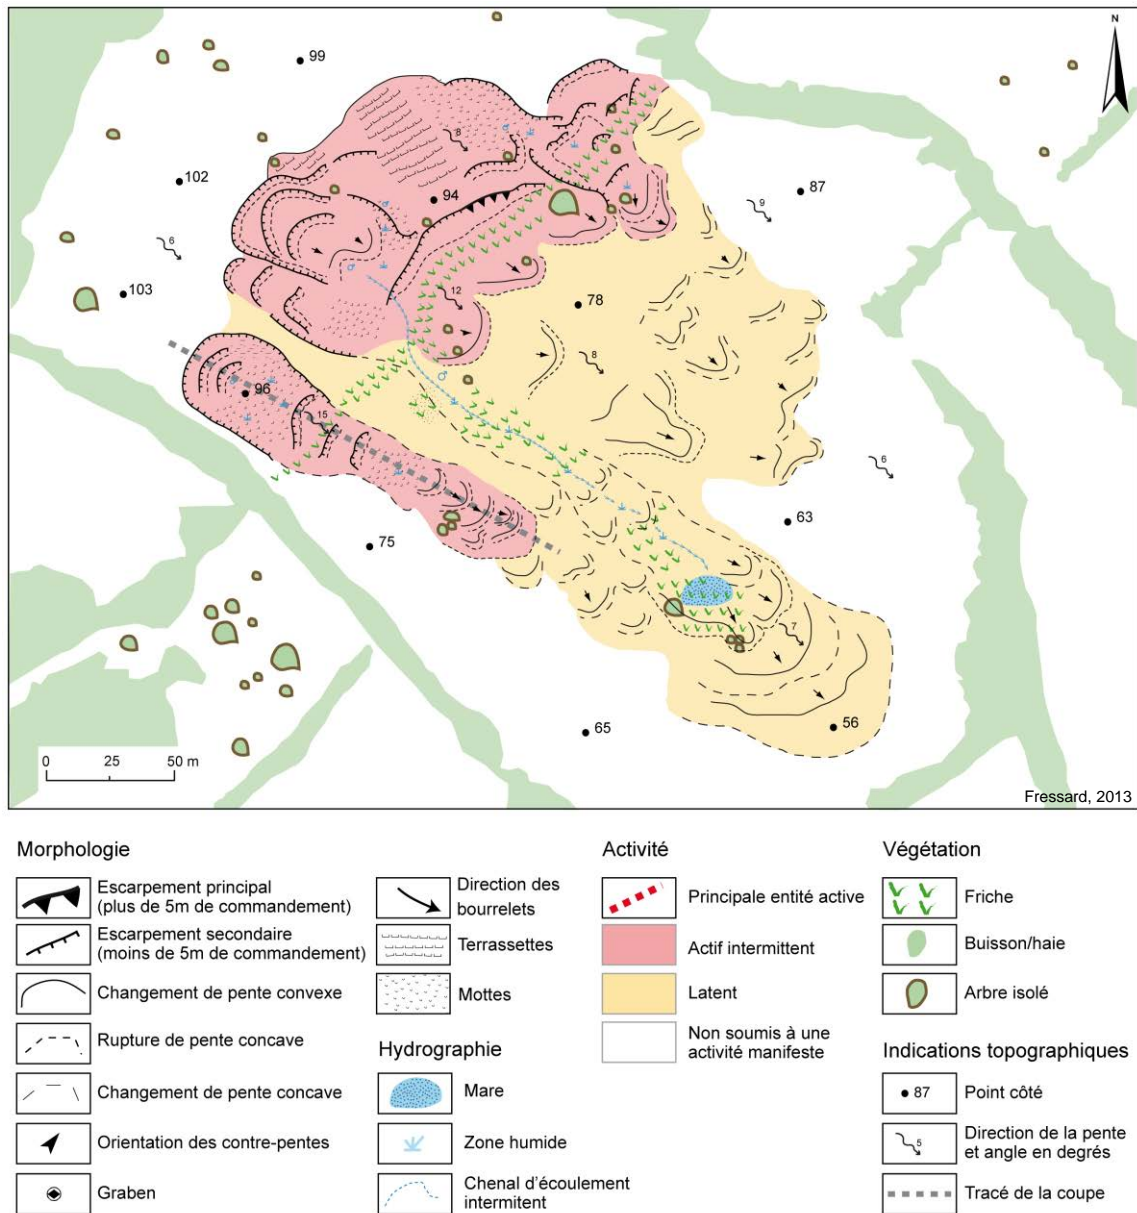 N
99
8
102
94
87
9
6
103
12
78
8
96
15
6
63
75
7
65
56
0 25 50 m
Fressard, 2013
Morphologie
Escarpement principal
(plus de 5m de commandement)
Escarpement secondaire
(moins de 5m de commandement)
Changement de pente convexe
Rupture de pente concave
Changement de pente concave
Orientation des contre-pentes
Graben
Direction des
bourrelets
Terrassettes
Mottes
Hydrographie
Mare
Zone humide
Chenal d'écoulement
intermitent
Activité
Principale entité active
Actif intermittent
Latent
Non soumis à une
activité manifeste
Végétation
Friche
Buisson/haie
Arbre isolé
Indications topographiques
87
Point côté
5
Direction de la pente
et angle en degrés
Tracé de la coupe